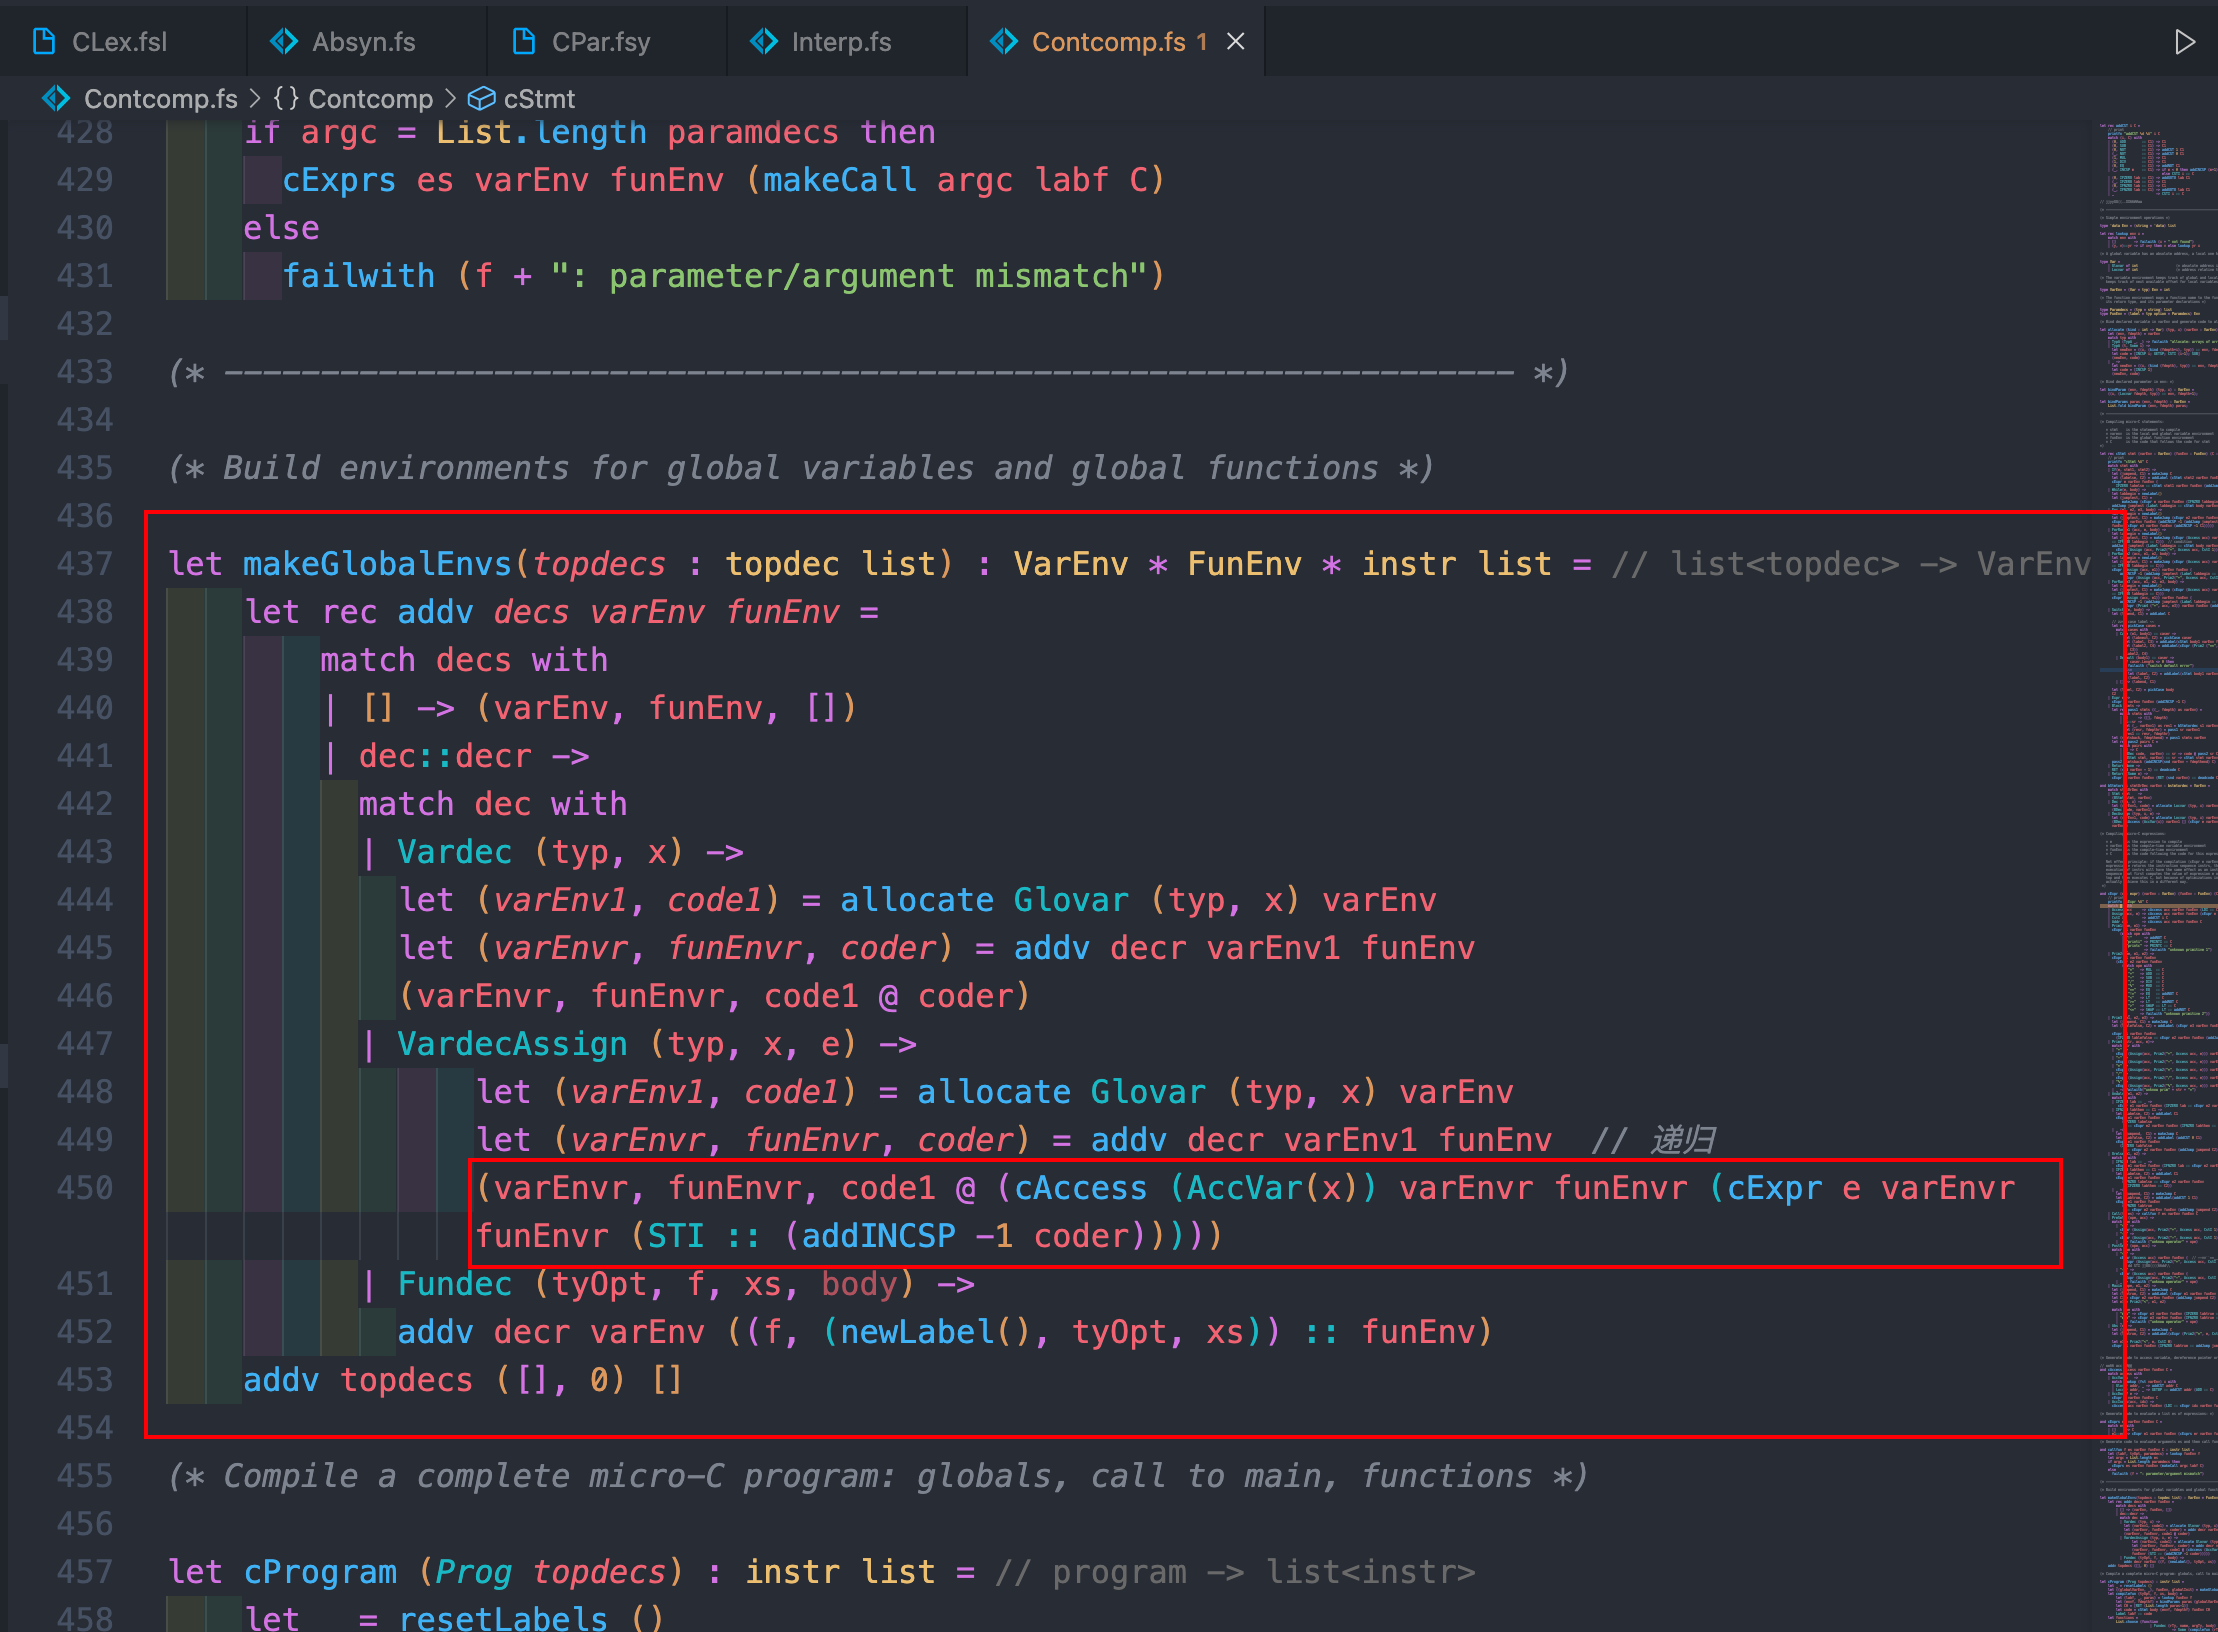 CLex.fsl Absyn.fs CPar.fsy Interp.fs Contcomp.fs 1
Contcomp.fs > {} Contcomp > cStmt
428 if argc = List.length paramdecs then
429 cExprs es varEnv funEnv (makeCall argc labf C)
430 else
431 failwith (f + ": parameter/argument mismatch")
432
433 (* ------------------------------------------------------------------- *)
434
435 (* Build environments for global variables and global functions *)
436
437 let makeGlobalEnvs(topdecs : topdec list) : VarEnv * FunEnv * instr list = // list<topdec> -> VarEnv
438 let rec addv decs varEnv funEnv =
439 match decs with
440 | [] -> (varEnv, funEnv, [])
441 | dec::decr ->
442 match dec with
443 | Vardec (typ, x) ->
444 let (varEnv1, code1) = allocate Glovar (typ, x) varEnv
445 let (varEnvr, funEnvr, coder) = addv decr varEnv1 funEnv
446 (varEnvr, funEnvr, code1 @ coder)
447 | VardecAssign (typ, x, e) ->
448 let (varEnv1, code1) = allocate Glovar (typ, x) varEnv
449 let (varEnvr, funEnvr, coder) = addv decr varEnv1 funEnv // 递归
450 (varEnvr, funEnvr, code1 @ (cAccess (AccVar(x)) varEnvr funEnvr (cExpr e varEnvr
funEnvr (STI :: (addINCSP -1 coder)))))
451 | Fundec (tyOpt, f, xs, body) ->
452 addv decr varEnv ((f, (newLabel(), tyOpt, xs)) :: funEnv)
453 addv topdecs ([], 0) []
454
455 (* Compile a complete micro-C program: globals, call to main, functions *)
456
457 let cProgram (Prog topdecs) : instr list = // program -> list<instr>
458 let _ = resetLabels ()